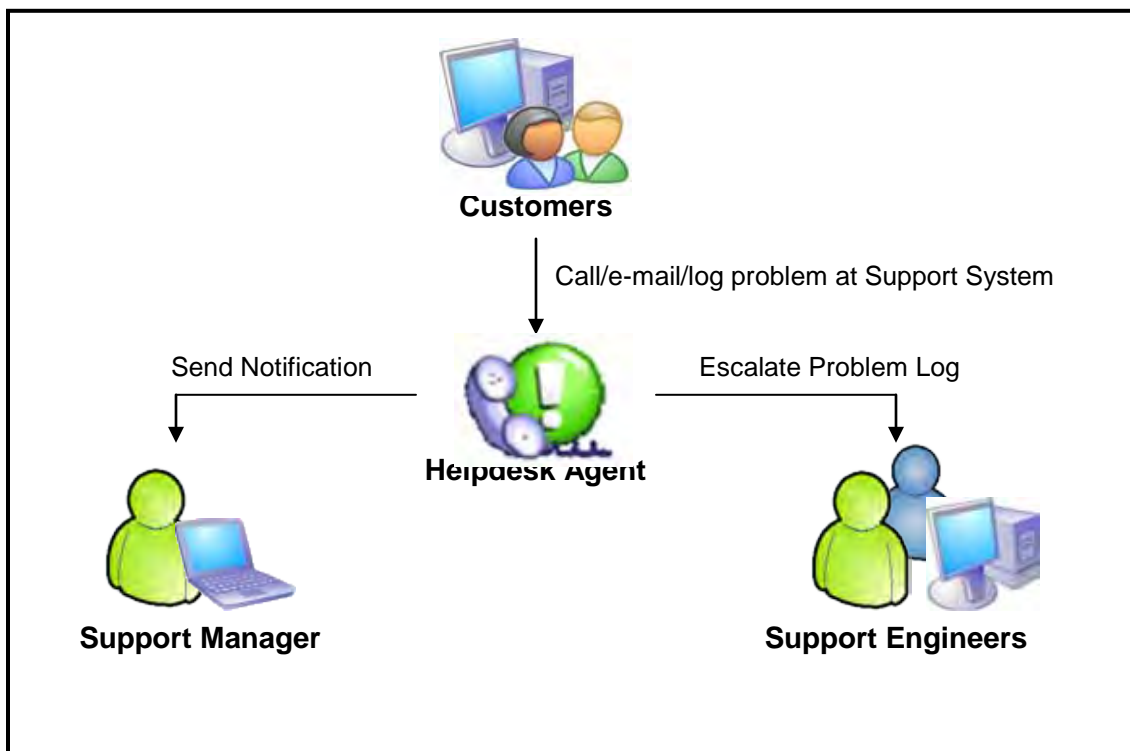 Customers
Call/e-mail/log problem at Support System
Send Notification
Escalate Problem Log
Helpdesk Agent
Support Manager
Support Engineers